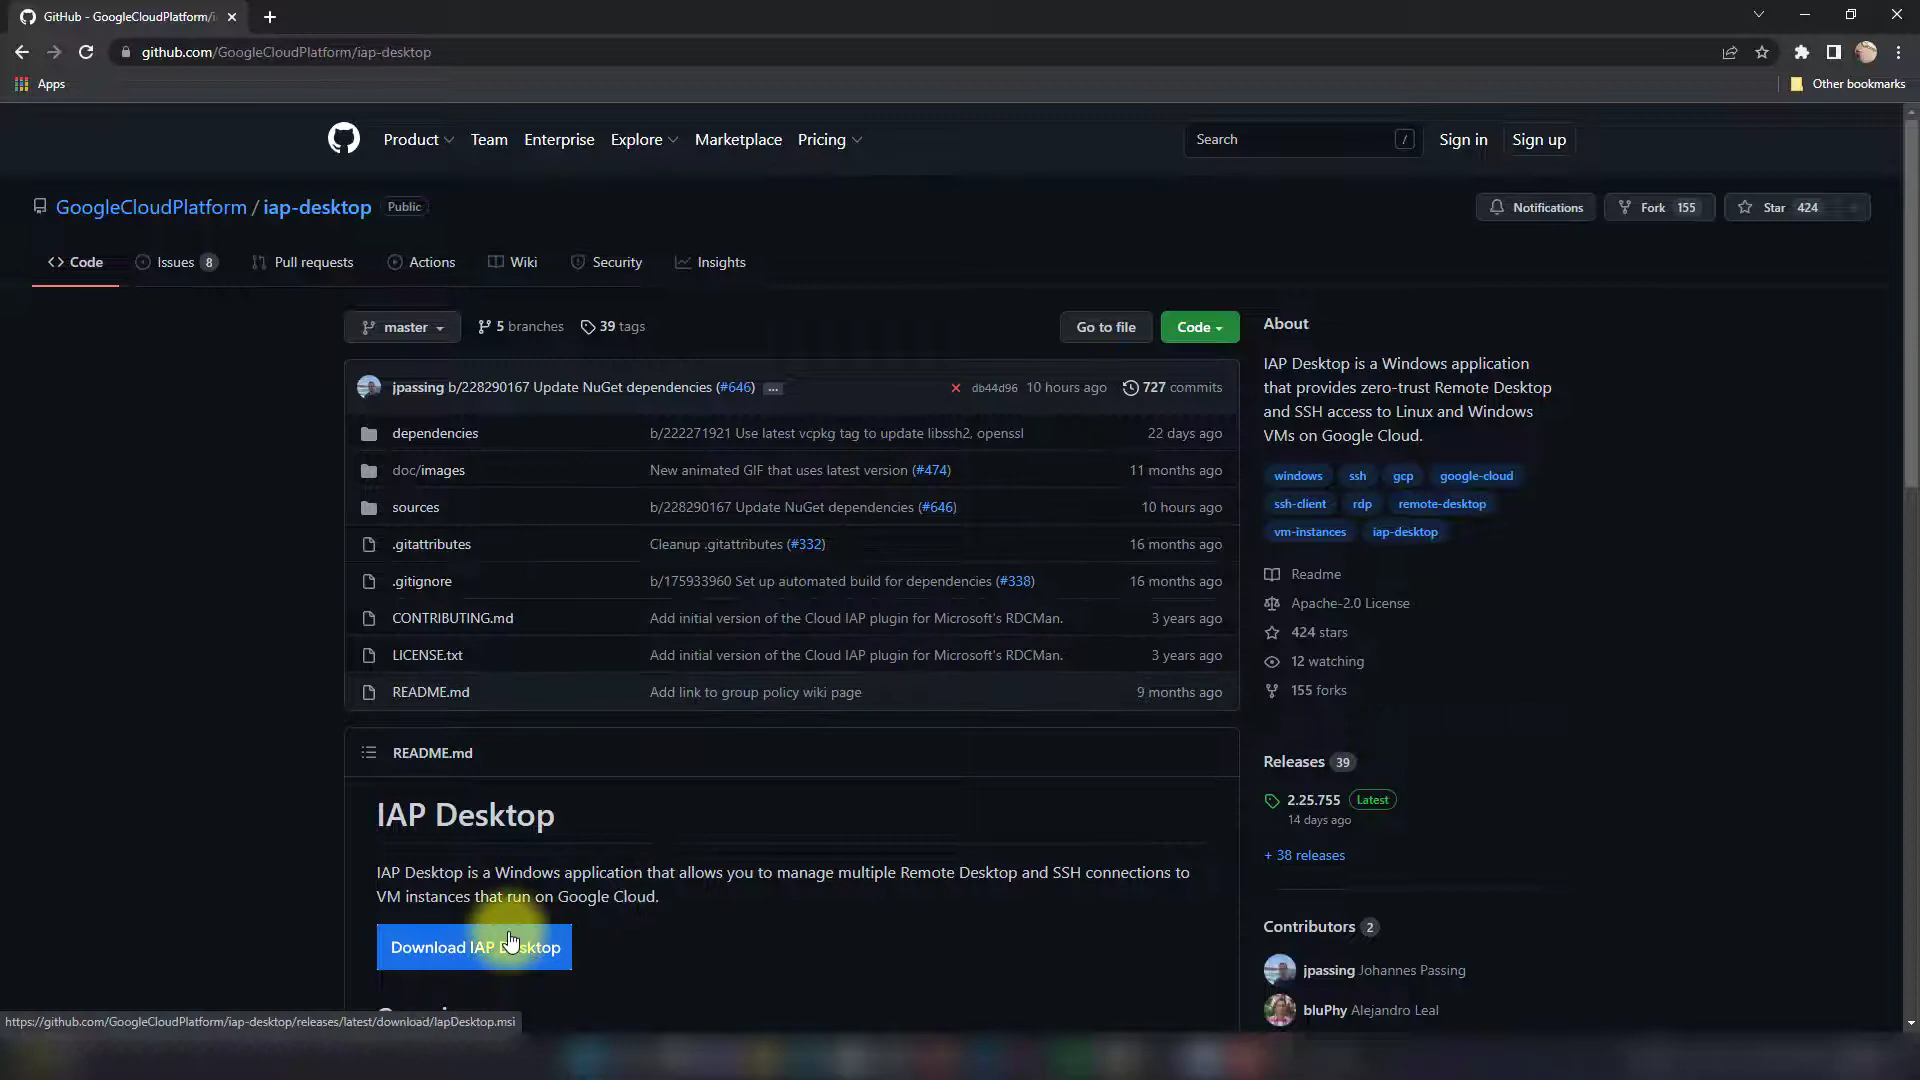 GitHub - GoogleCloudPlatform/i
github.com/GoogleCloudPlatform/iap-desktop
Apps
Other bookmarks
Product Team Enterprise Explore Marketplace Pricing
Search /
Sign in Sign up
GoogleCloudPlatform / iap-desktop Public
Notifications Fork 155 Star 424
Code Issues 8 Pull requests Actions Wiki Security Insights
master 5 branches 39 tags Go to file Code
jpassing b/228290167 Update NuGet dependencies (#646) ... db44d96 10 hours ago 727 commits
dependencies b/222271921 Use latest vcpkg tag to update libssh2, openssl 22 days ago
doc/images New animated GIF that uses latest version (#474) 11 months ago
sources b/228290167 Update NuGet dependencies (#646) 10 hours ago
.gitattributes Cleanup .gitattributes (#332) 16 months ago
.gitignore b/175933960 Set up automated build for dependencies (#338) 16 months ago
CONTRIBUTING.md Add initial version of the Cloud IAP plugin for Microsoft's RDCMan. 3 years ago
LICENSE.txt Add initial version of the Cloud IAP plugin for Microsoft's RDCMan. 3 years ago
README.md Add link to group policy wiki page 9 months ago
README.md
IAP Desktop
IAP Desktop is a Windows application that allows you to manage multiple Remote Desktop and SSH connections to
VM instances that run on Google Cloud.
Download IAP Desktop
About
IAP Desktop is a Windows application
that provides zero-trust Remote Desktop
and SSH access to Linux and Windows
VMs on Google Cloud.
windows ssh gcp google-cloud
ssh-client rdp remote-desktop
vm-instances iap-desktop
Readme
Apache-2.0 License
424 stars
12 watching
155 forks
Releases 39
2.25.755 Latest
14 days ago
+ 38 releases
Contributors 2
jpassing Johannes Passing
bluPhy Alejandro Leal
https://github.com/GoogleCloudPlatform/iap-desktop/releases/latest/download/IapDesktop.msi